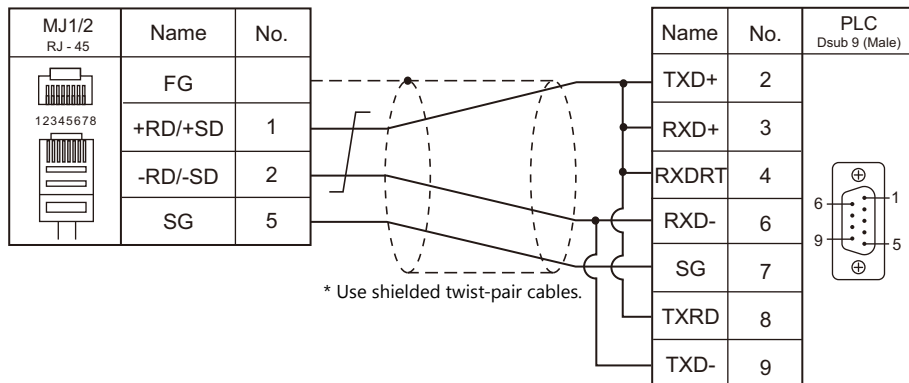 MJ1/2
RJ - 45
Name
No.
12345678
FG
+RD/+SD
1
-RD/-SD
2
SG
5
* Use shielded twist-pair cables.
Name
No.
PLC
Dsub 9 (Male)
TXD+
2
RXD+
3
RXDRT
4
RXD-
6
SG
7
TXRD
8
TXD-
9
6
1
9
5